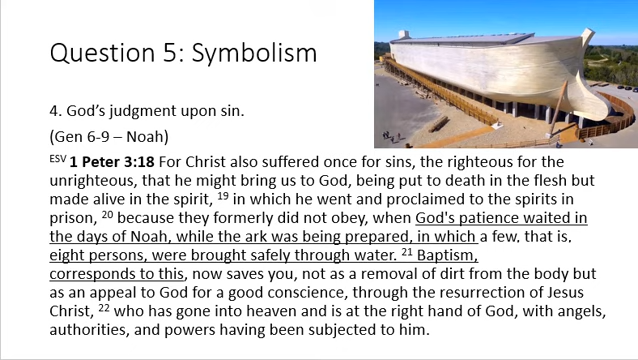 Question 5: Symbolism
4. God's judgment upon sin.
(Gen 6-9 – Noah)
ESV 1 Peter 3:18 For Christ also suffered once for sins, the righteous for the
unrighteous, that he might bring us to God, being put to death in the flesh but
made alive in the spirit, 19 in which he went and proclaimed to the spirits in
prison, 20 because they formerly did not obey, when God's patience waited in
the days of Noah, while the ark was being prepared, in which a few, that is,
eight persons, were brought safely through water. 21 Baptism,
corresponds to this, now saves you, not as a removal of dirt from the body but
as an appeal to God for a good conscience, through the resurrection of Jesus
Christ, 22 who has gone into heaven and is at the right hand of God, with angels,
authorities, and powers having been subjected to him.